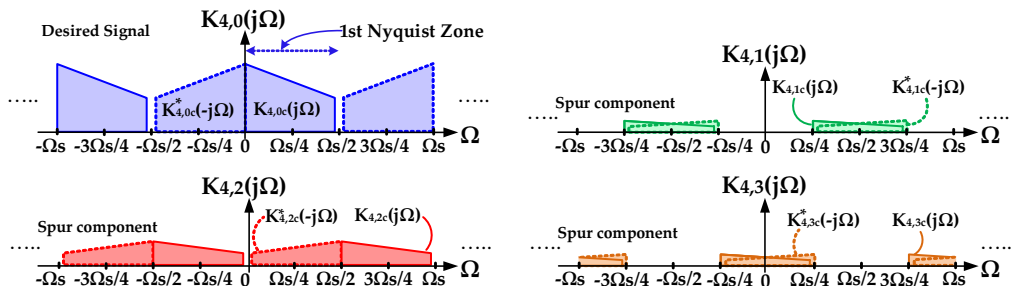 K4,0(jΩ)
Desired Signal
1st Nyquist Zone
K*4,0c(-jΩ)
K4,0c(jΩ)
.....
.....
-Ωs -3Ωs/4 -Ωs/2 -Ωs/4 0 Ωs/4 Ωs/2 3Ωs/4 Ωs Ω
K4,1(jΩ)
K4,1c(jΩ)
K*4,1c(-jΩ)
Spur component
.....
.....
-Ωs -3Ωs/4 -Ωs/2 -Ωs/4 0 Ωs/4 Ωs/2 3Ωs/4 Ωs Ω
K4,2(jΩ)
K*4,2c(-jΩ)
K4,2c(jΩ)
Spur component
.....
.....
-Ωs -3Ωs/4 -Ωs/2 -Ωs/4 0 Ωs/4 Ωs/2 3Ωs/4 Ωs Ω
K4,3(jΩ)
K*4,3c(-jΩ)
K4,3c(jΩ)
Spur component
.....
.....
-Ωs -3Ωs/4 -Ωs/2 -Ωs/4 0 Ωs/4 Ωs/2 3Ωs/4 Ωs Ω